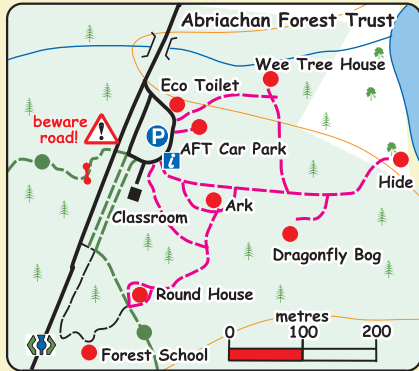 Abriachan Forest Trust
Wee Tree House
Eco Toilet
beware
road!
!
P
AFT Car Park
i
Hide
Classroom
Ark
Dragonfly Bog
Round House
metres
0 100 200
Forest School